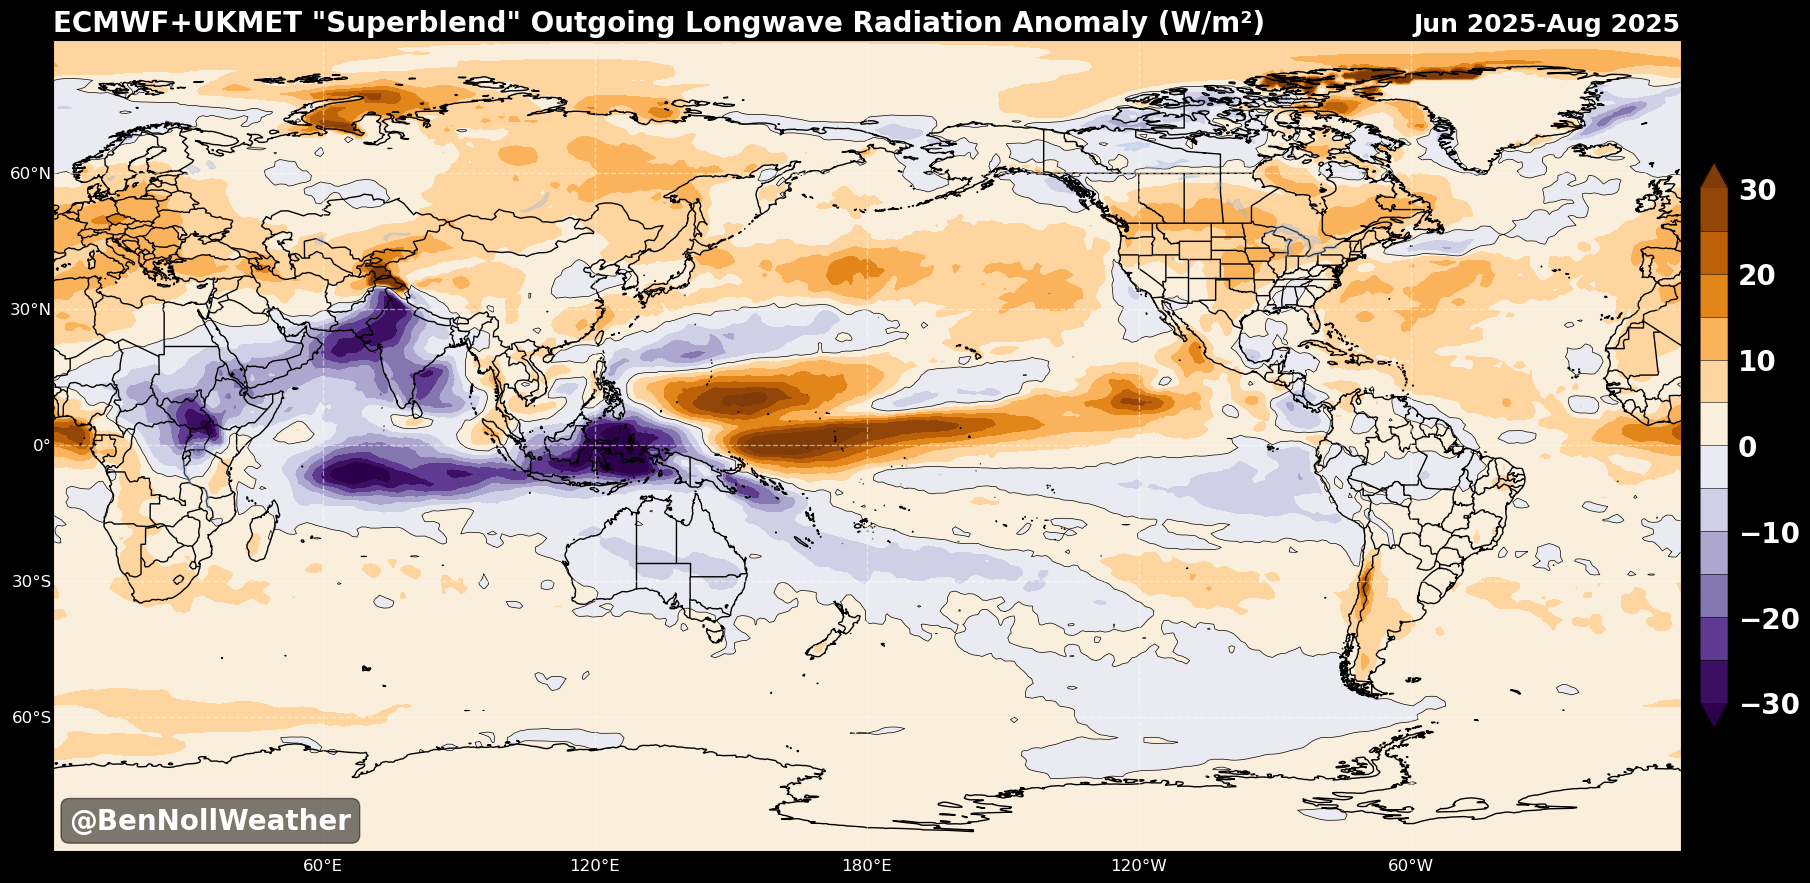 ECMWF+UKMET "Superblend" Outgoing Longwave Radiation Anomaly (W/m²)
Jun 2025-Aug 2025
60°N
30°N
0°
30°S
60°S
30
20
10
0
−10
−20
−30
@BenNollWeather
60°E
120°E
180°E
120°W
60°W